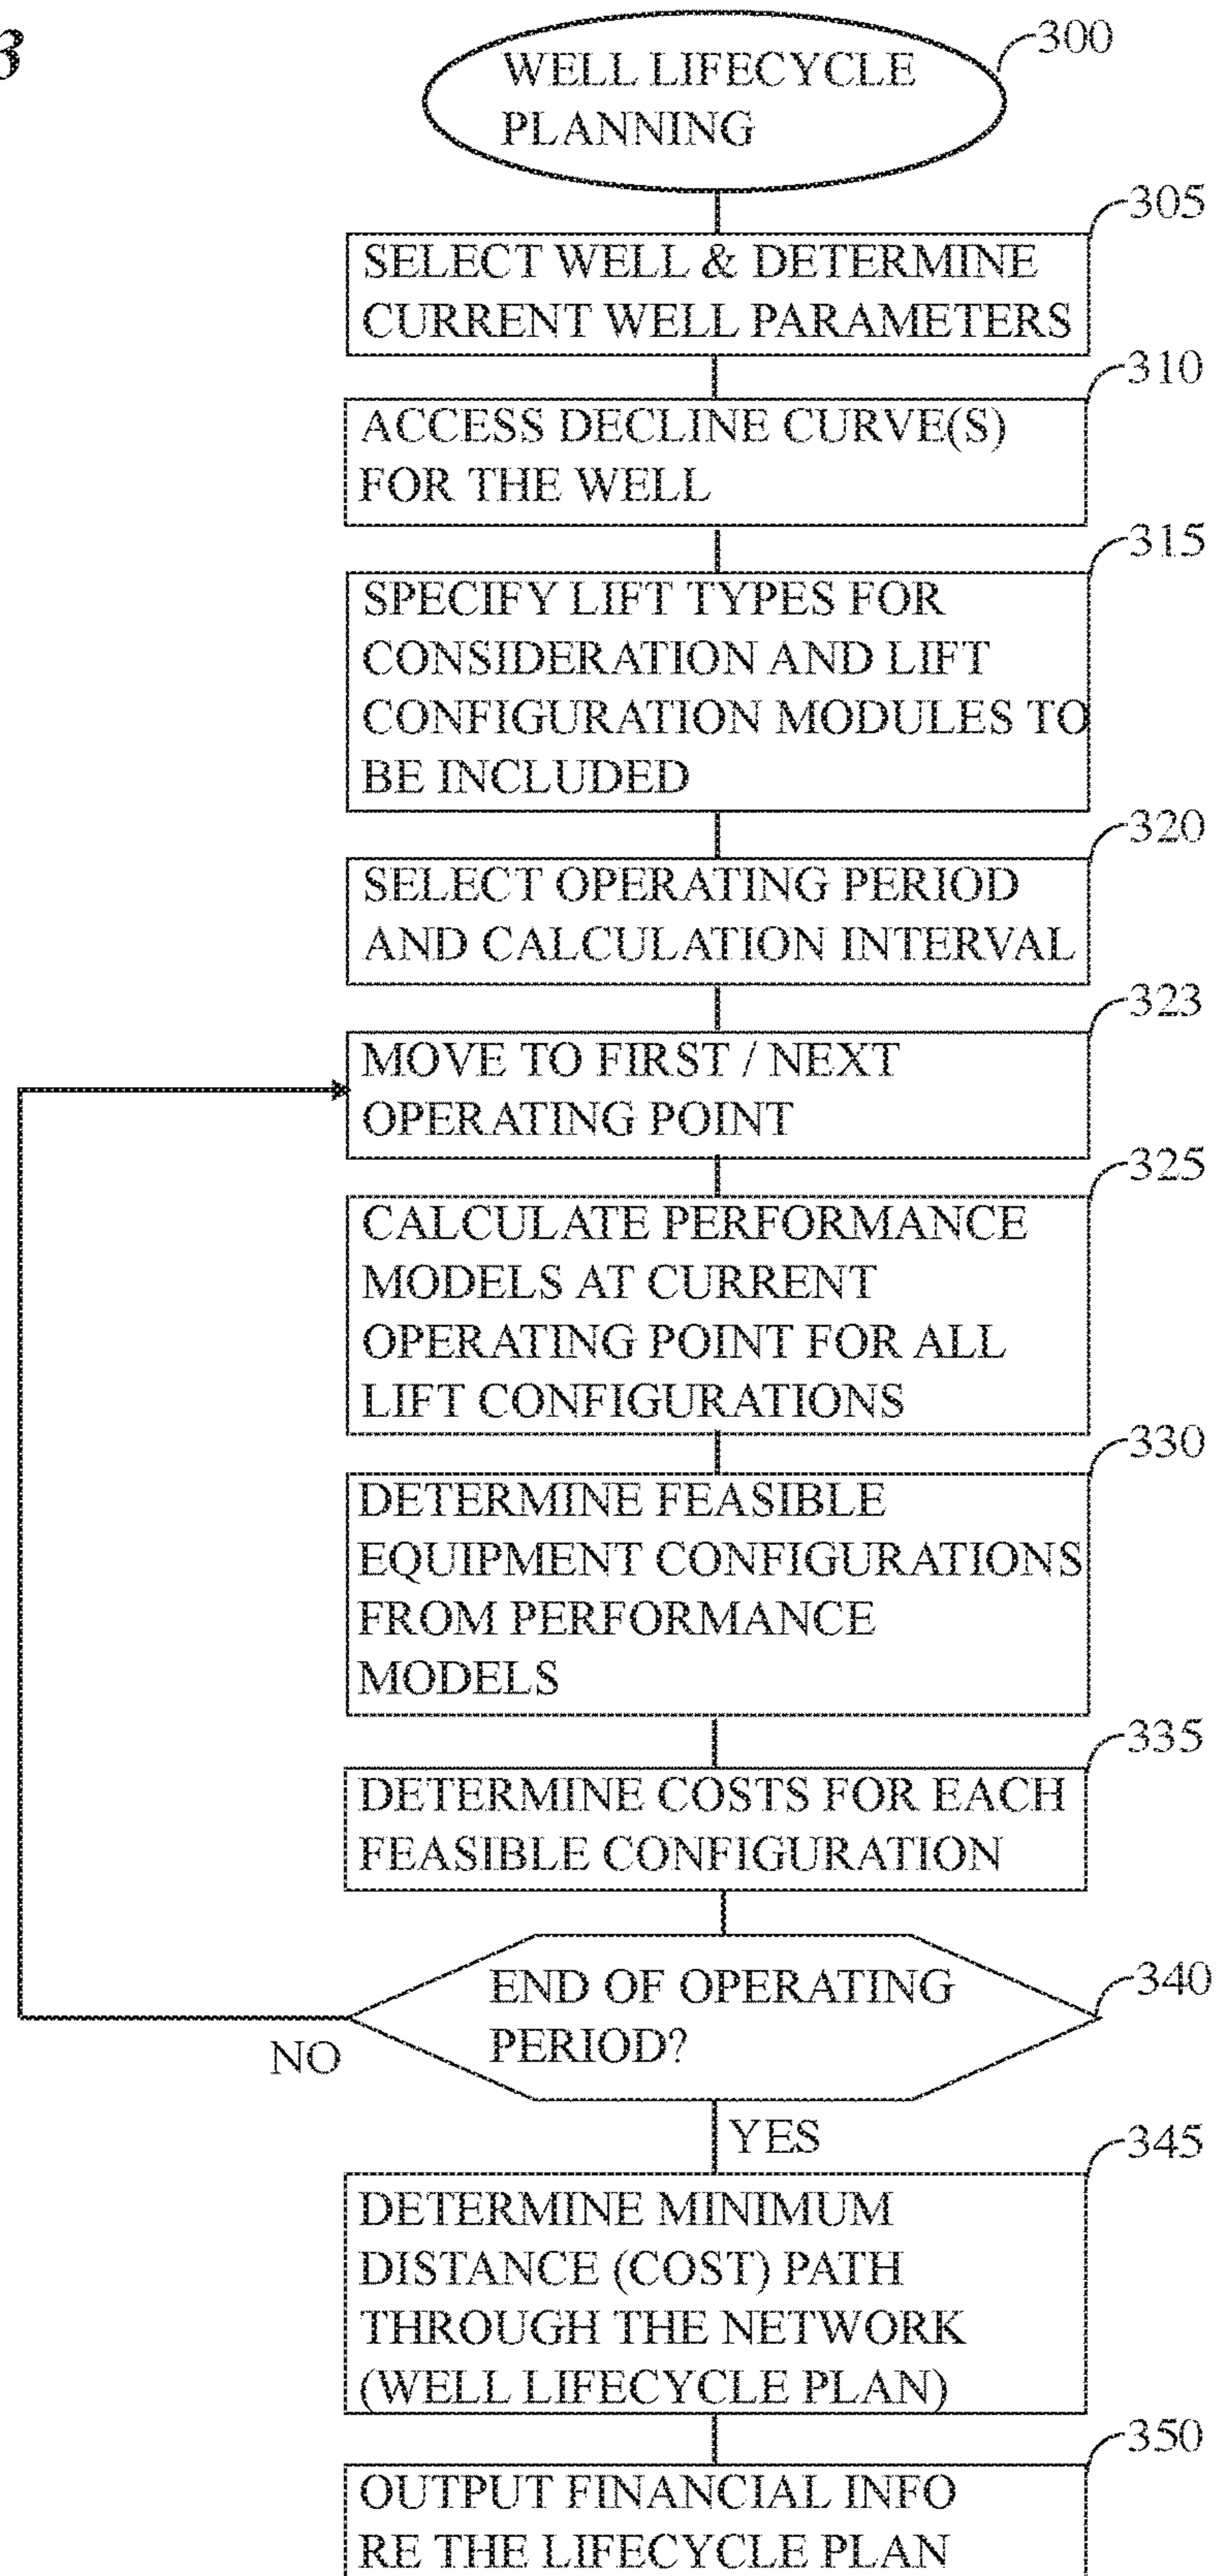 3
WELL LIFECYCLE
PLANNING
300
305
SELECT WELL & DETERMINE
CURRENT WELL PARAMETERS
310
ACCESS DECLINE CURVE(S)
FOR THE WELL
315
SPECIFY LIFT TYPES FOR
CONSIDERATION AND LIFT
CONFIGURATION MODULES TO
BE INCLUDED
320
SELECT OPERATING PERIOD
AND CALCULATION INTERVAL
323
MOVE TO FIRST / NEXT
OPERATING POINT
325
CALCULATE PERFORMANCE
MODELS AT CURRENT
OPERATING POINT FOR ALL
LIFT CONFIGURATIONS
330
DETERMINE FEASIBLE
EQUIPMENT CONFIGURATIONS
FROM PERFORMANCE
MODELS
335
DETERMINE COSTS FOR EACH
FEASIBLE CONFIGURATION
END OF OPERATING
PERIOD?
340
NO
YES
345
DETERMINE MINIMUM
DISTANCE (COST) PATH
THROUGH THE NETWORK
(WELL LIFECYCLE PLAN)
350
OUTPUT FINANCIAL INFO
RE THE LIFECYCLE PLAN